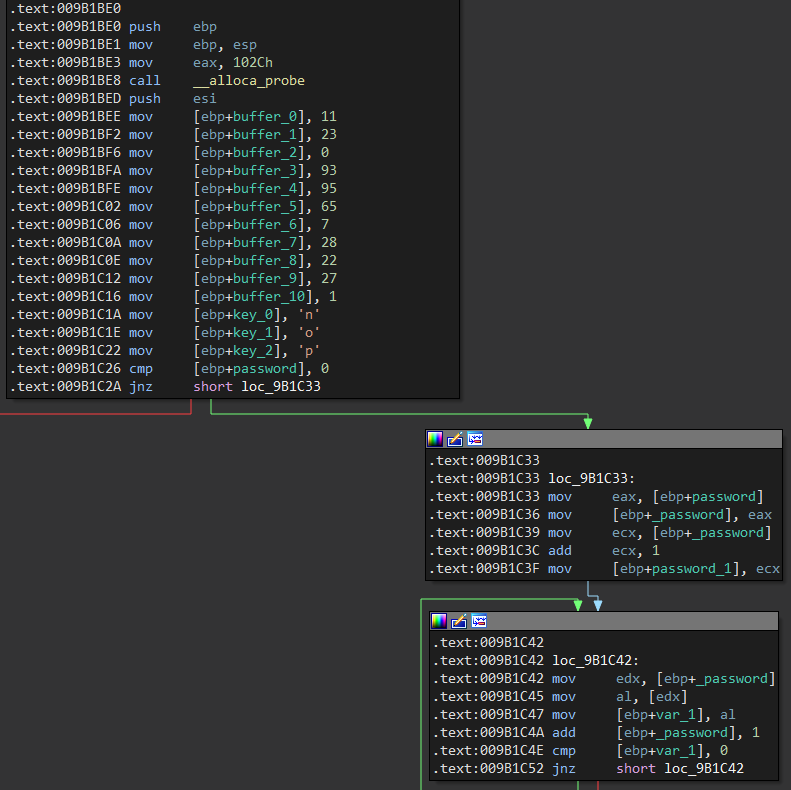 .text:009B1BE0
.text:009B1BE0 push ebp
.text:009B1BE1 mov ebp, esp
.text:009B1BE3 mov eax, 102Ch
.text:009B1BE8 call __alloca_probe
.text:009B1BED push esi
.text:009B1BEE mov [ebp+buffer_0], 11
.text:009B1BF2 mov [ebp+buffer_1], 23
.text:009B1BF6 mov [ebp+buffer_2], 0
.text:009B1BFA mov [ebp+buffer_3], 93
.text:009B1BFE mov [ebp+buffer_4], 95
.text:009B1C02 mov [ebp+buffer_5], 65
.text:009B1C06 mov [ebp+buffer_6], 7
.text:009B1C0A mov [ebp+buffer_7], 28
.text:009B1C0E mov [ebp+buffer_8], 22
.text:009B1C12 mov [ebp+buffer_9], 27
.text:009B1C16 mov [ebp+buffer_10], 1
.text:009B1C1A mov [ebp+key_0], 'n'
.text:009B1C1E mov [ebp+key_1], 'o'
.text:009B1C22 mov [ebp+key_2], 'p'
.text:009B1C26 cmp [ebp+password], 0
.text:009B1C2A jnz short loc_9B1C33
.text:009B1C33
.text:009B1C33 loc_9B1C33:
.text:009B1C33 mov eax, [ebp+password]
.text:009B1C36 mov [ebp+_password], eax
.text:009B1C39 mov ecx, [ebp+_password]
.text:009B1C3C add ecx, 1
.text:009B1C3F mov [ebp+password_1], ecx
.text:009B1C42
.text:009B1C42 loc_9B1C42:
.text:009B1C42 mov edx, [ebp+_password]
.text:009B1C45 mov al, [edx]
.text:009B1C47 mov [ebp+var_1], al
.text:009B1C4A add [ebp+_password], 1
.text:009B1C4E cmp [ebp+var_1], 0
.text:009B1C52 jnz short loc_9B1C42